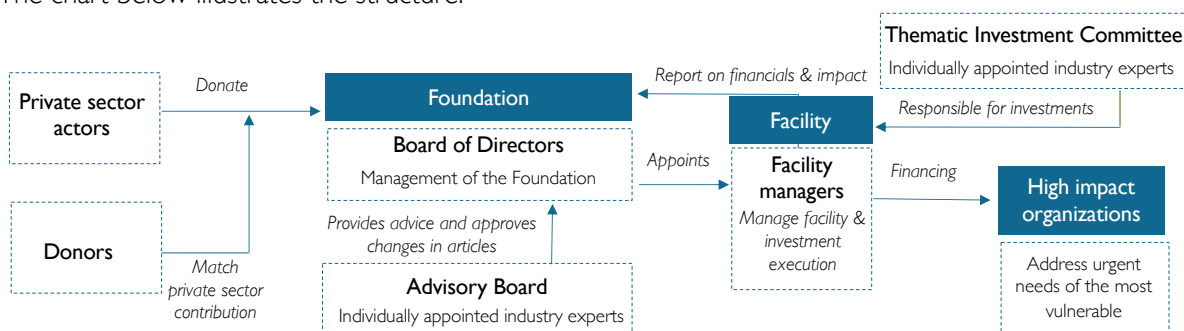 The chart below illustrates the structure.
Thematic Investment Committee
Individually appointed industry experts
Private sector
actors
Donate
Foundation
Report on financials & impact
Responsible for investments
Facility
Board of Directors
Management of the Foundation
Appoints
Facility
managers
Manage facility &
investment
execution
Financing
High impact
organizations
Donors
Match
private sector
contribution
Provides advice and approves
changes in articles
Advisory Board
Individually appointed industry experts
Address urgent
needs of the most
vulnerable